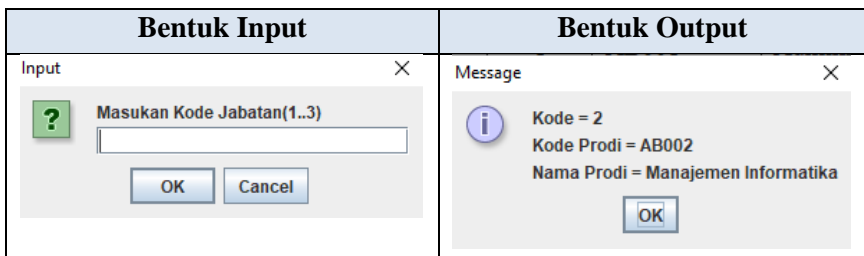 Bentuk Input
Bentuk Output
Input
Masukan Kode Jabatan(1..3)
OK
Cancel
Message
Kode = 2
Kode Prodi = AB002
Nama Prodi = Manajemen Informatika
OK